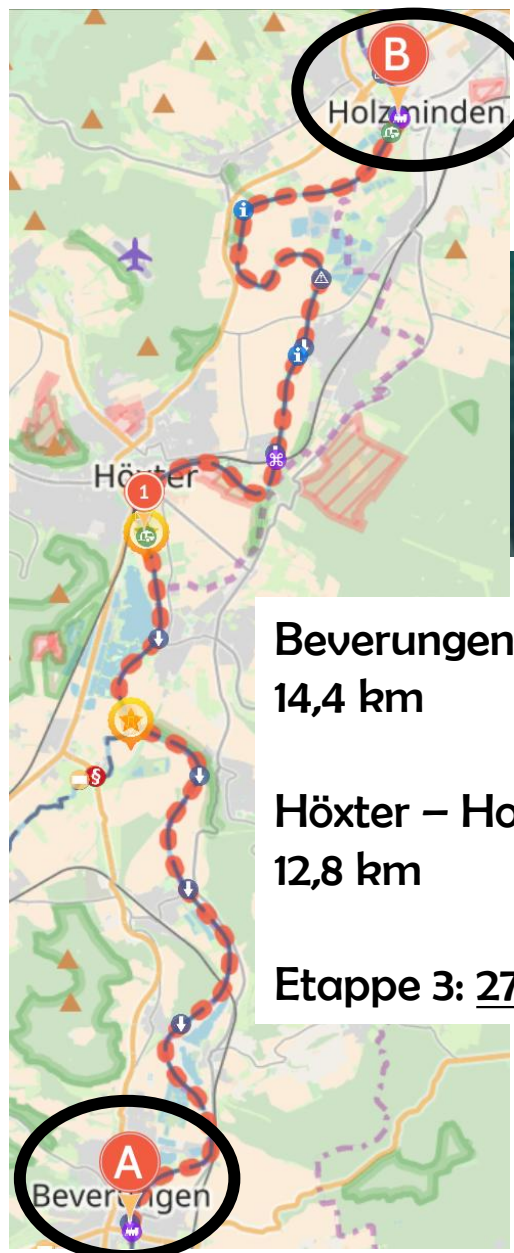 B
Holzminden
i
i
⌘
Höxter
1
Beverungen
14,4 km
§
Höxter – Ho
12,8 km
Etappe 3: 27
A
Beverungen